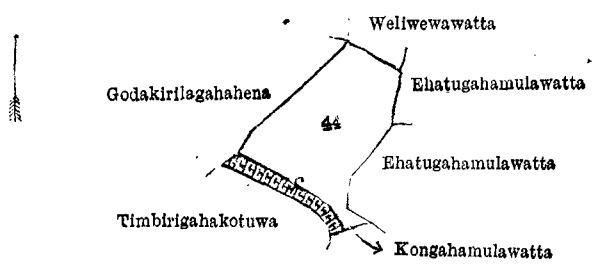 Weliwewawatta
Godakirilagahahena
Ehatugahamulawatta
44
Ehatugahamulawatta
Timbirigahakotuwa
Kongahamulawatta